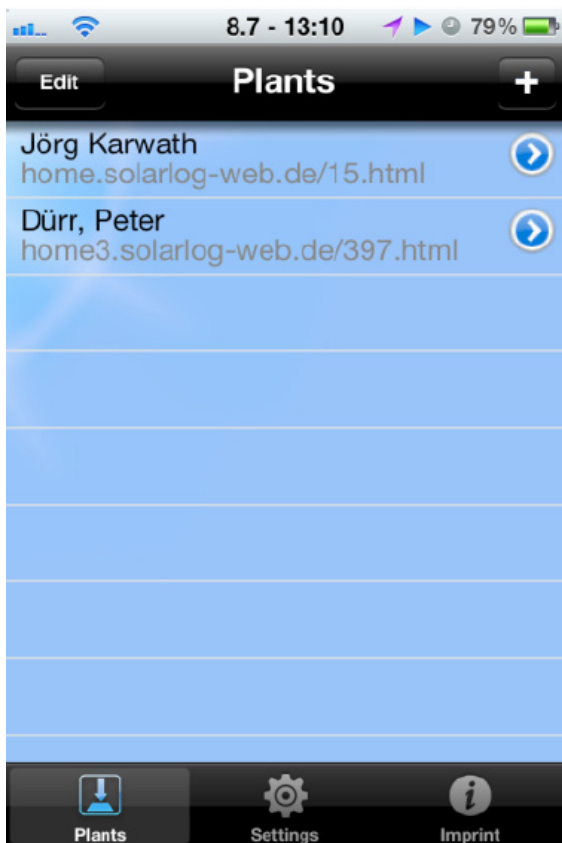 8.7 - 13:10 79%
Edit Plants +
Jörg Karwath
home.solarlog-web.de/15.html
Dürr, Peter
home3.solarlog-web.de/397.html
Plants Settings Imprint